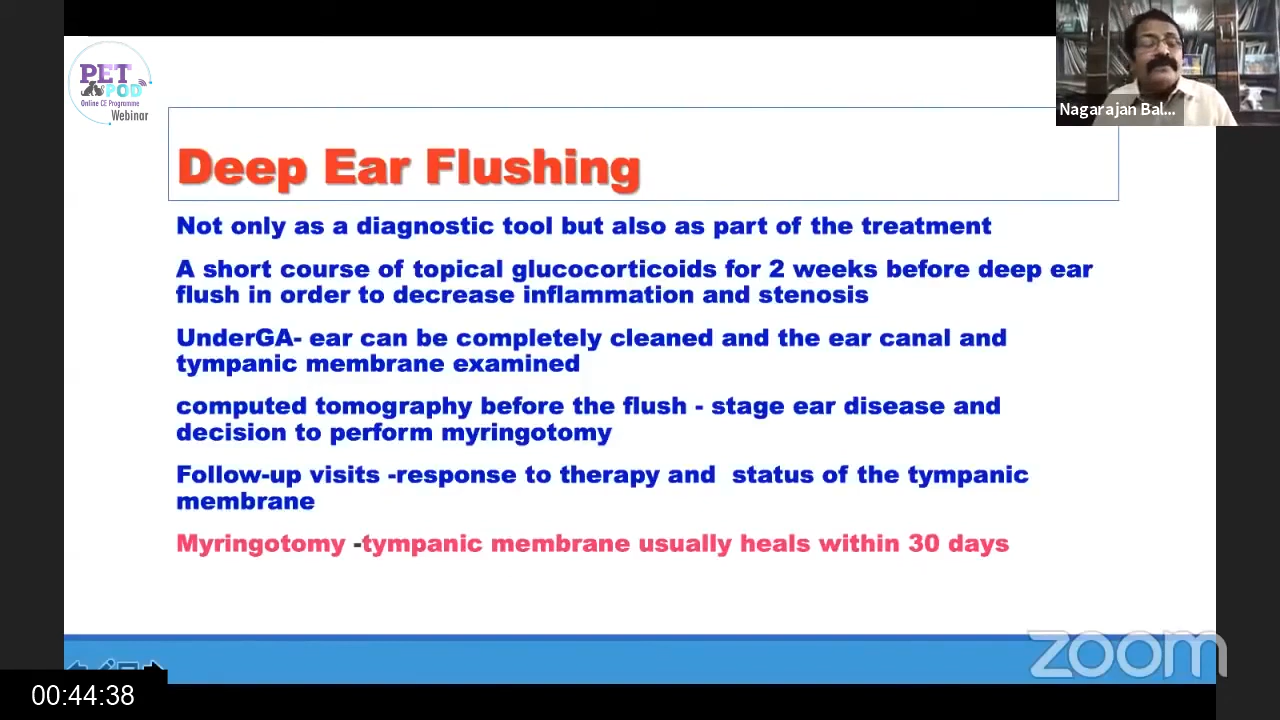 PET
POD
Online CE Programme
Webinar
Nagarajan Bal...
Deep Ear Flushing
Not only as a diagnostic tool but also as part of the treatment
A short course of topical glucocorticoids for 2 weeks before deep ear
flush in order to decrease inflammation and stenosis
UnderGA- ear can be completely cleaned and the ear canal and
tympanic membrane examined
computed tomography before the flush - stage ear disease and
decision to perform myringotomy
Follow-up visits -response to therapy and  status of the tympanic
membrane
Myringotomy -tympanic membrane usually heals within 30 days
zoom
00:44:38